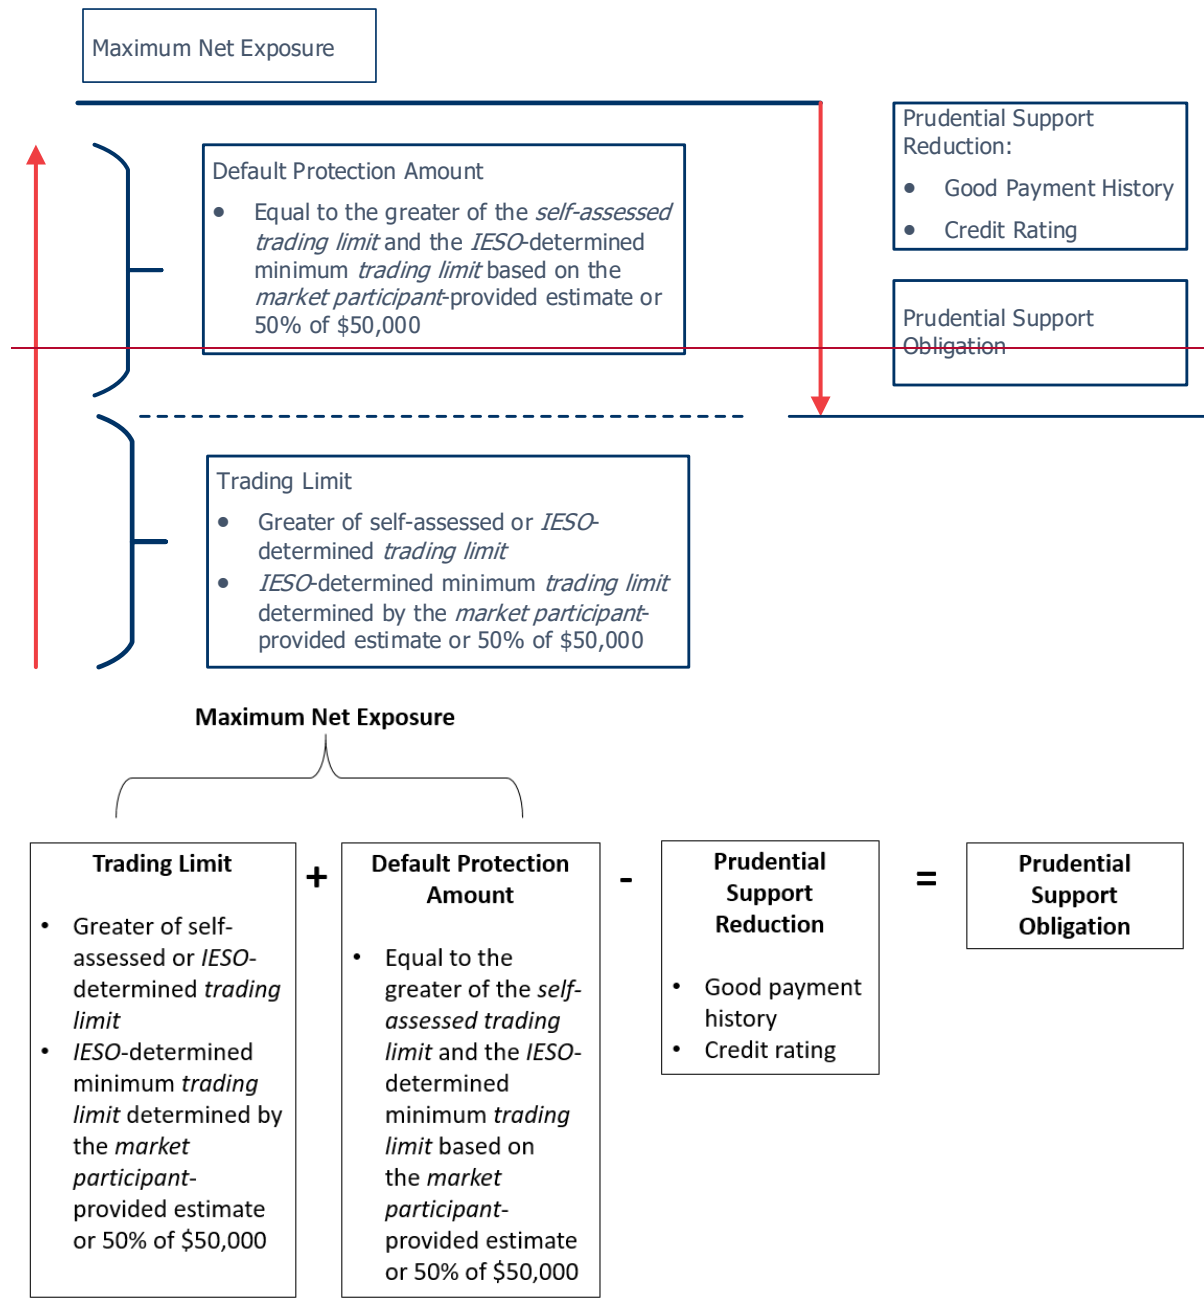 Maximum Net Exposure
Default Protection Amount
● Equal to the greater of the self-assessed
trading limit and the IESO-determined
minimum trading limit based on the
market participant-provided estimate or
50% of $50,000
Prudential Support
Reduction:
● Good Payment History
● Credit Rating
Prudential Support
Obligation
Trading Limit
● Greater of self-assessed or IESO-
determined trading limit
● IESO-determined minimum trading limit
determined by the market participant-
provided estimate or 50% of $50,000
Maximum Net Exposure
Trading Limit
• Greater of self-
assessed or IESO-
determined trading
limit
• IESO-determined
minimum trading
limit determined by
the market
participant-
provided estimate
or 50% of $50,000
+
Default Protection
Amount
• Equal to the
greater of the self-
assessed trading
limit and the IESO-
determined
minimum trading
limit based on
the market
participant-
provided estimate
or 50% of $50,000
-
Prudential
Support
Reduction
• Good payment
history
• Credit rating
=
Prudential
Support
Obligation